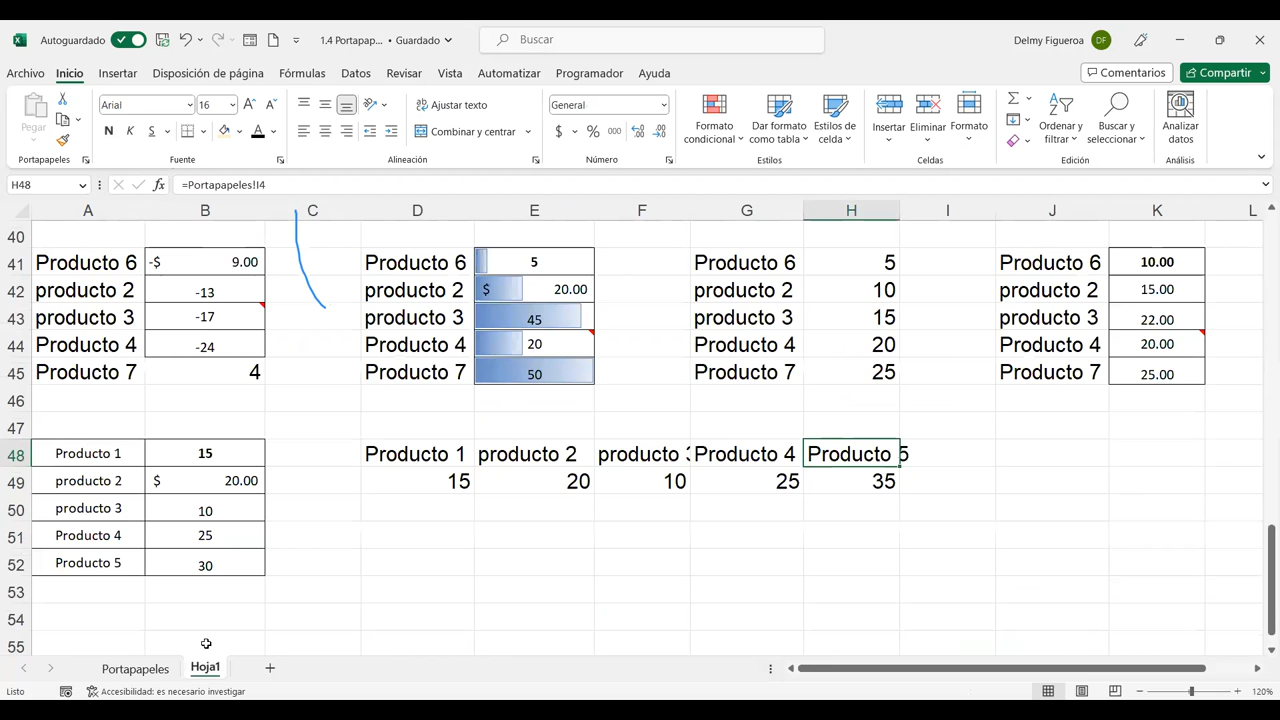 Autoguardado 1.4 Portapap... • Guardado Buscar Delmy Figueroa DF
Archivo Inicio Insertar Disposición de página Fórmulas Datos Revisar Vista Automatizar Programador Ayuda Comentarios Compartir
Pegar Arial 16 A A Ajustar texto General Formato condicional Dar formato como tabla Estilos de celda Insertar Eliminar Formato Ordenar y filtrar Buscar y seleccionar Analizar datos
N K S A Combinar y centrar $ % 000
Portapapeles Fuente Alineación Número Estilos Celdas Edición Análisis
H48 fx =Portapapeles!I4
A B C D E F G H I J K L
40
41 Producto 6 -$ 9.00 Producto 6 5 Producto 6 5 Producto 6 10.00
42 producto 2 -13 producto 2 $ 20.00 producto 2 10 producto 2 15.00
43 producto 3 -17 producto 3 45 producto 3 15 producto 3 22.00
44 Producto 4 -24 Producto 4 20 Producto 4 20 Producto 4 20.00
45 Producto 7 4 Producto 7 50 Producto 7 25 Producto 7 25.00
46
47
48 Producto 1 15 Producto 1 producto 2 producto 3 Producto 4 Producto 5
49 producto 2 $ 20.00 15 20 10 25 35
50 producto 3 10
51 Producto 4 25
52 Producto 5 30
53
54
55
Portapapeles Hoja1
Listo Accesibilidad: es necesario investigar 120%